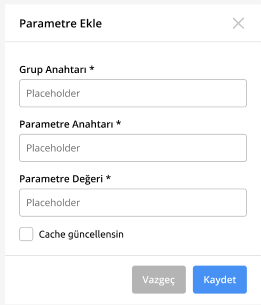 Parametre Ekle
Grup Anahtarı *
Placeholder
Parametre Anahtarı *
Placeholder
Parametre Değeri *
Placeholder
Cache güncellensin
Vazgeç Kaydet